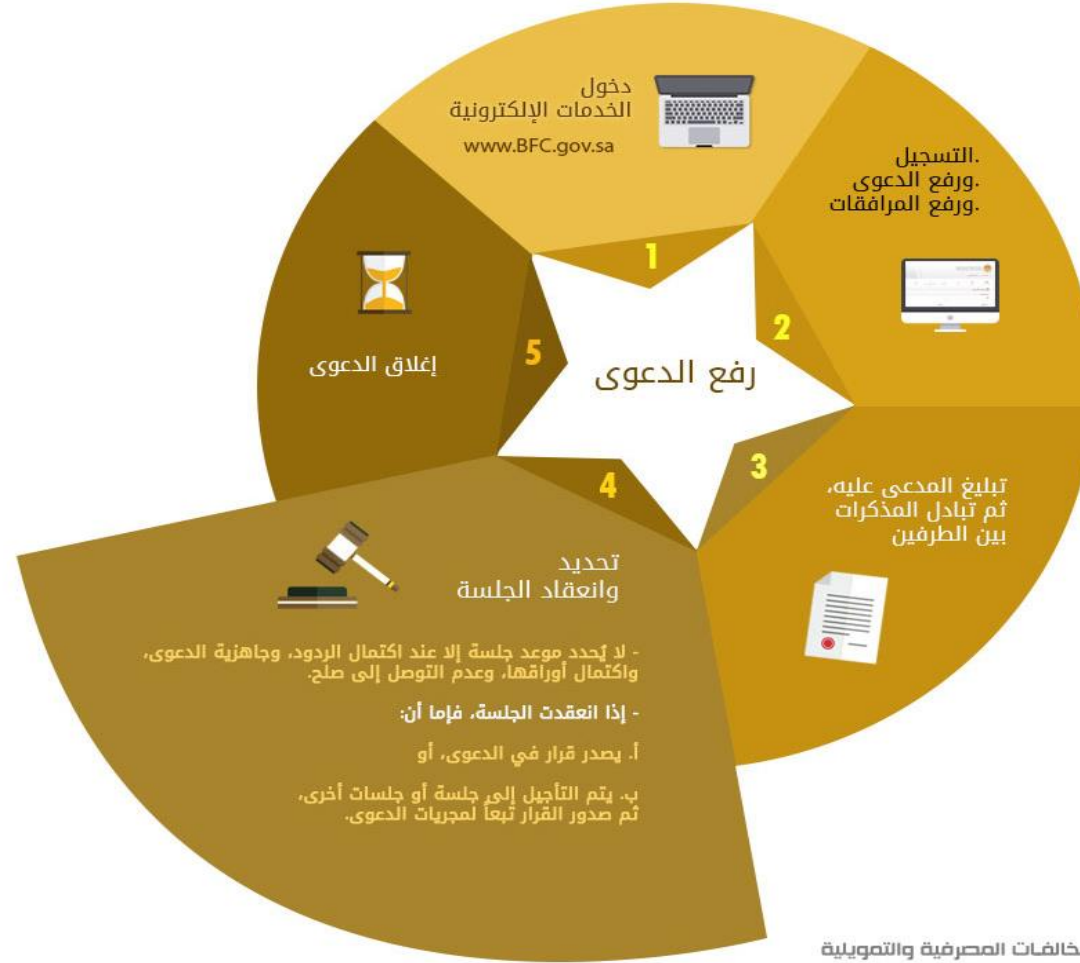 دخول
الخدمات الإلكترونية
www.BFC.gov.sa
1
.التسجيل
.ورفع الدعوى
.ورفع المرافقات
2
رفع الدعوى
تبليغ المدعى عليه،
ثم تبادل المذكرات
بين الطرفين
3
4
تحديد
وانعقاد الجلسة
- لا يُحدد موعد جلسة إلا عند اكتمال الردود، وجاهزية الدعوى،
واكتمال أوراقها، وعدم التوصل إلى صلح.
- إذا انعقدت الجلسة، فإما أن:
أ. يصدر قرار في الدعوى، أو
ب. يتم التأجيل إلى جلسة أو جلسات أخرى،
ثم صدور القرار تبعاً لمجريات الدعوى.
5
إغلاق الدعوى
خالفات المصرفية والتمويلية